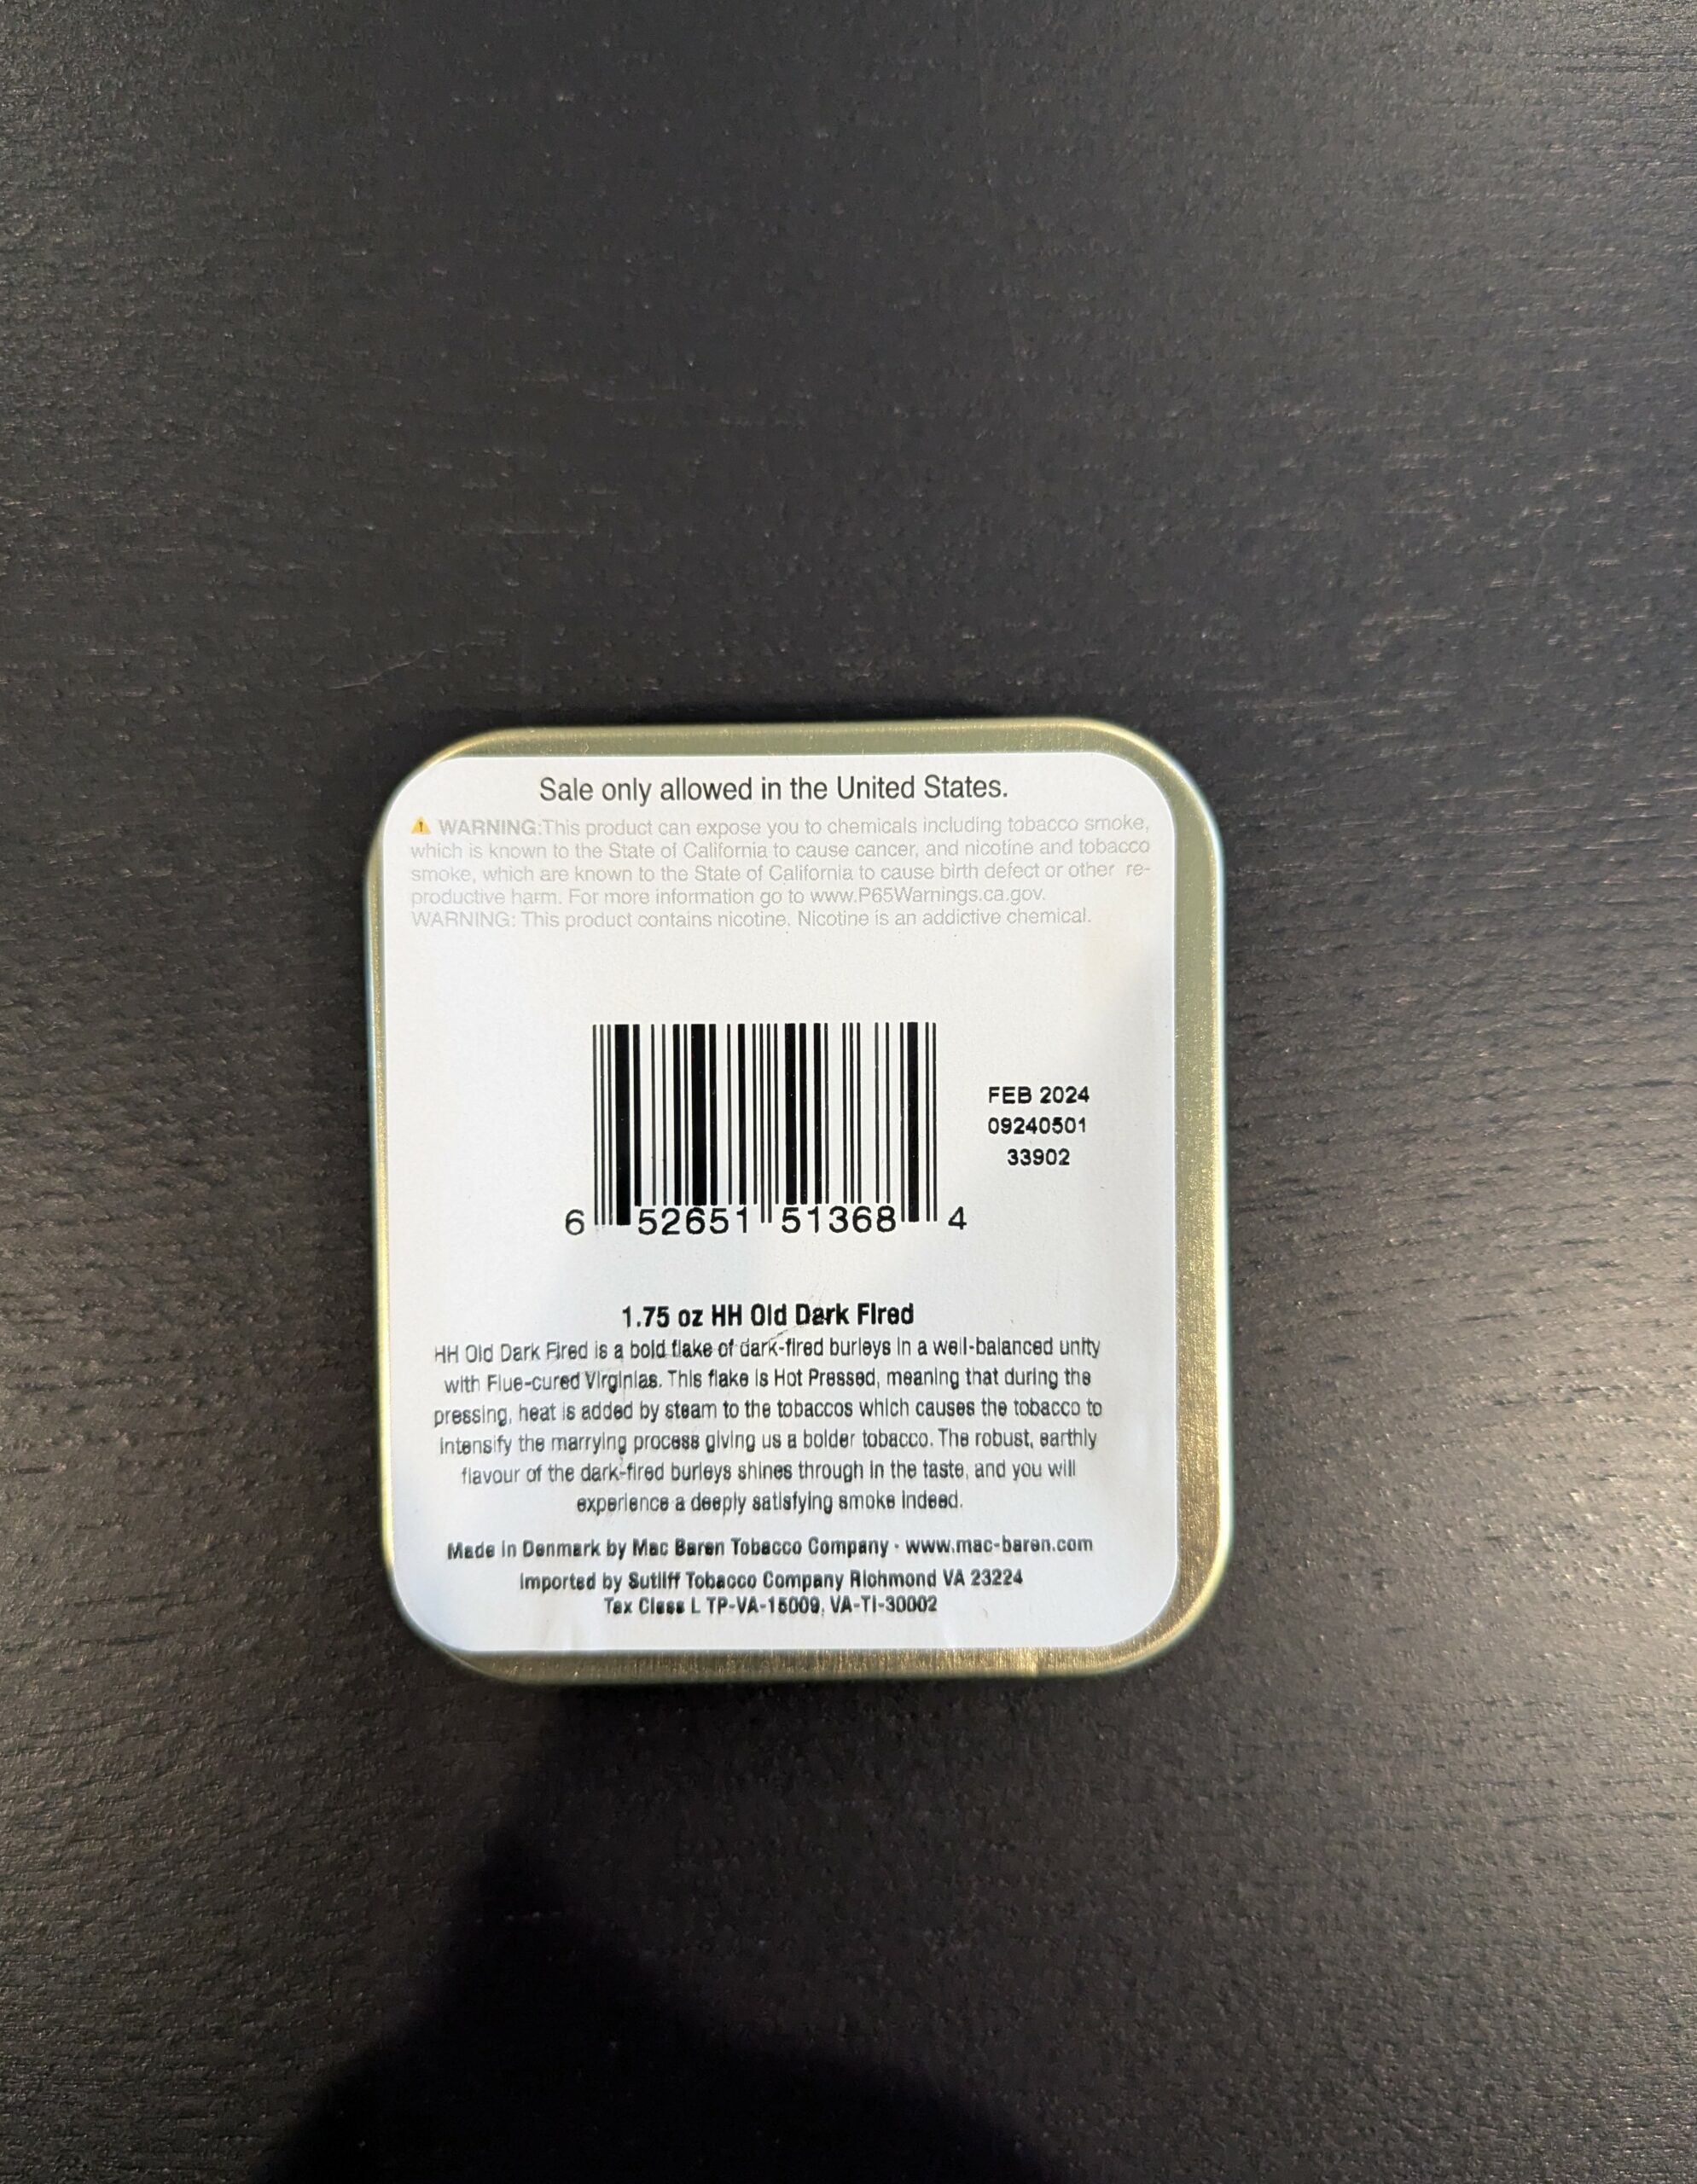 Sale only allowed in the United States.
⚠ WARNING:This product can expose you to chemicals including tobacco smoke,
which is known to the State of California to cause cancer, and nicotine and tobacco
smoke, which are known to the State of California to cause birth defect or other re-
productive harm. For more information go to www.P65Warnings.ca.gov.
WARNING: This product contains nicotine. Nicotine is an addictive chemical.
FEB 2024
09240501
33902
6 52651 51368 4
1.75 oz HH Old Dark Fired
HH Old Dark Fired is a bold flake of dark-fired burleys in a well-balanced unity
with Flue-cured Virginias. This flake is Hot Pressed, meaning that during the
pressing, heat is added by steam to the tobaccos which causes the tobacco to
intensify the marrying process giving us a bolder tobacco. The robust, earthly
flavour of the dark-fired burleys shines through in the taste, and you will
experience a deeply satisfying smoke indeed.
Made in Denmark by Mac Baren Tobacco Company · www.mac-baren.com
Imported by Sutliff Tobacco Company Richmond VA 23224
Tax Class L TP-VA-15009, VA-TI-30002